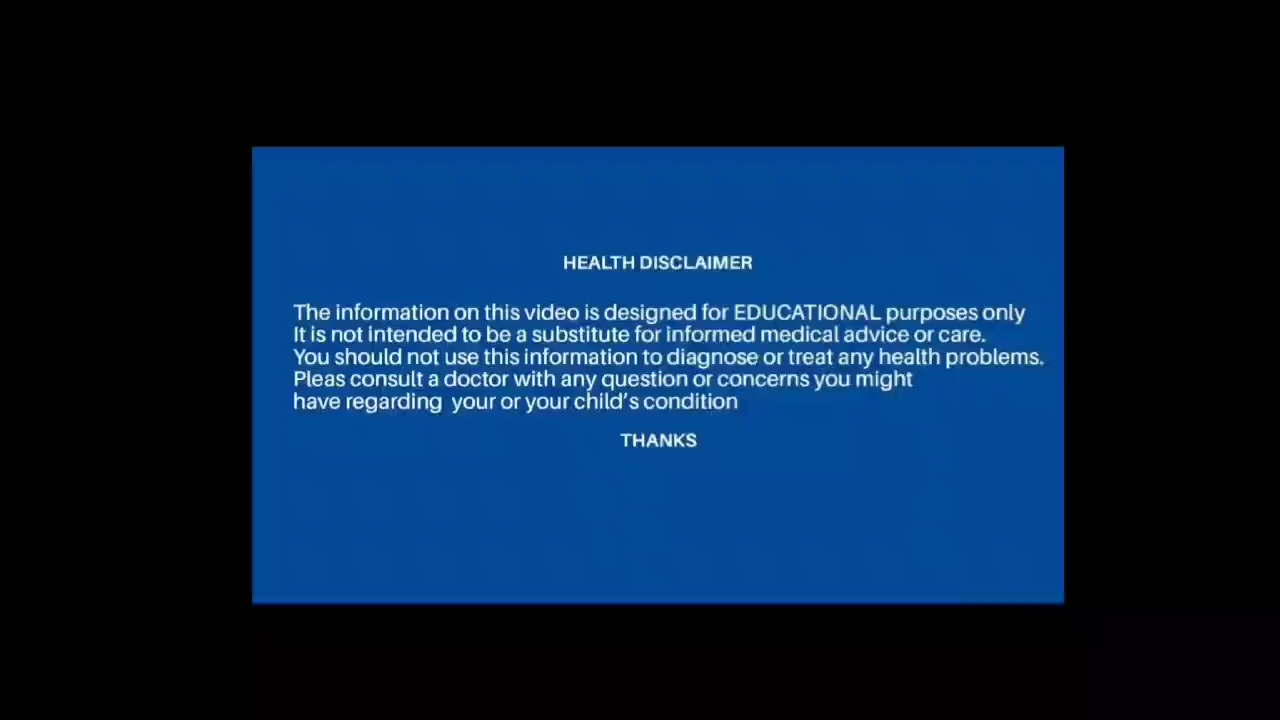 HEALTH DISCLAIMER
The information on this video is designed for EDUCATIONAL purposes only
It is not intended to be a substitute for informed medical advice or care.
You should not use this information to diagnose or treat any health problems.
Pleas consult a doctor with any question or concerns you might
have regarding  your or your child's condition
THANKS